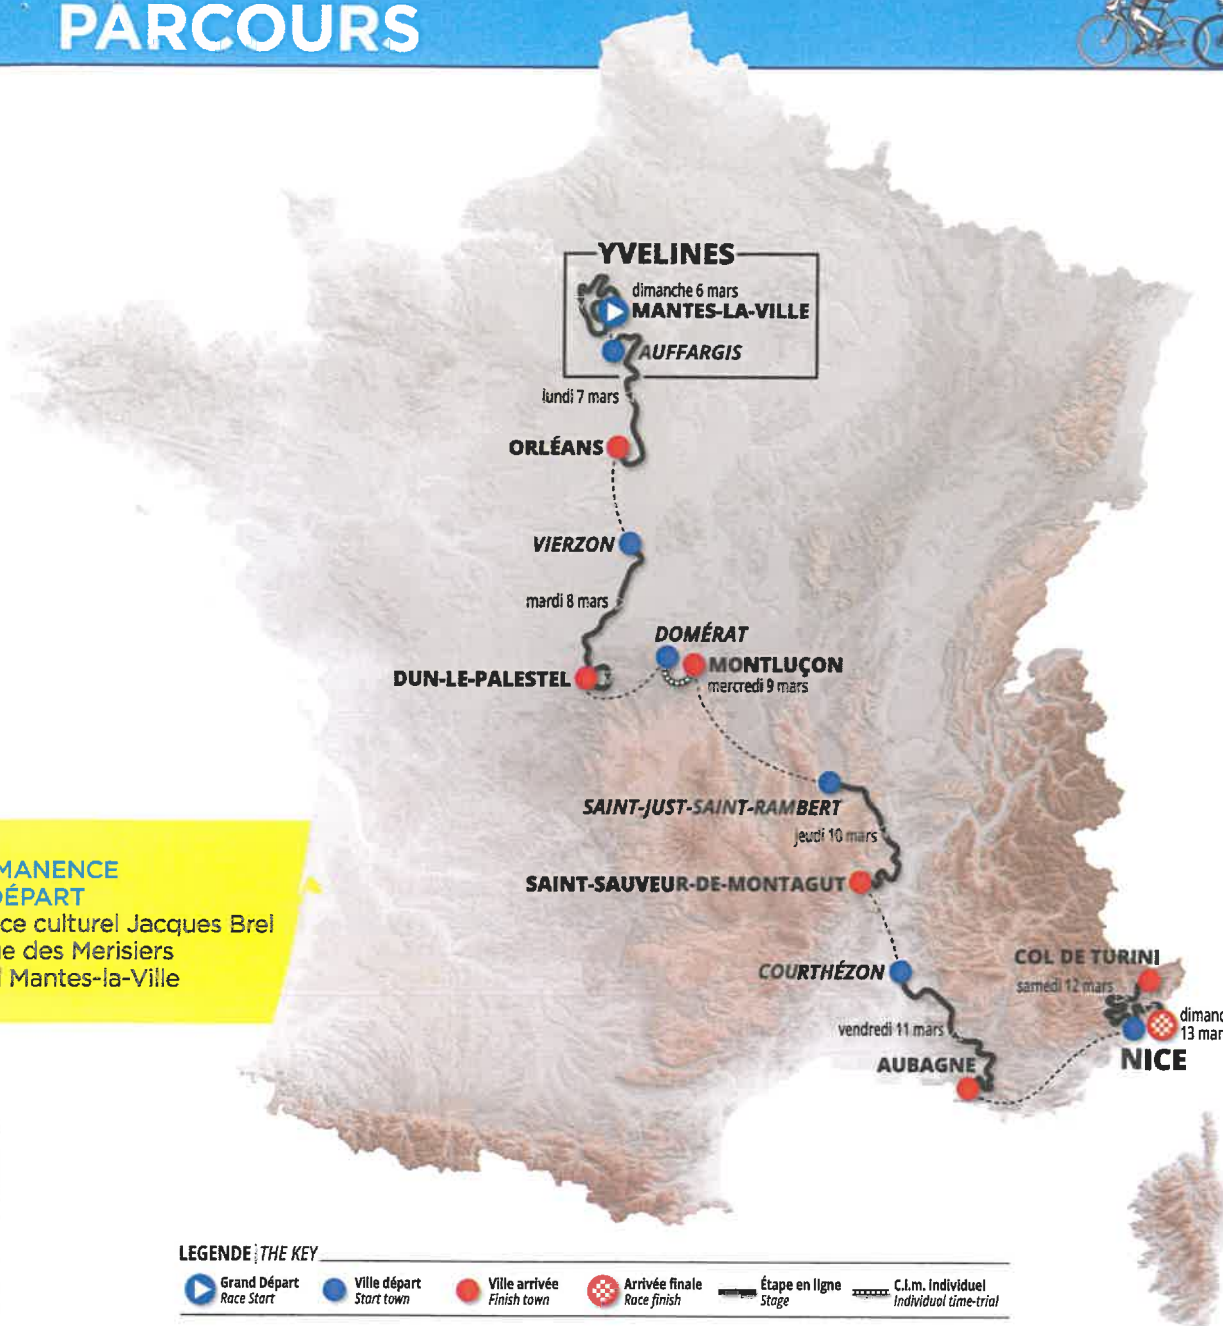 PARCOURS
YVELINES
dimanche 6 mars
MANTES-LA-VILLE
AUFFARGIS
lundi 7 mars
ORLÉANS
VIERZON
mardi 8 mars
DOMÉRAT
DUN-LE-PALESTEL
MONTLUÇON
mercredi 9 mars
SAINT-JUST-SAINT-RAMBERT
jeudi 10 mars
SAINT-SAUVEUR-DE-MONTAGUT
MANENCE
DÉPART
ce culturel Jacques Brel
e des Merisiers
Mantes-la-Ville
COURTHÉZON
COL DE TURINI
samedi 12 mars
dimanc
13 mar
vendredi 11 mars
NICE
AUBAGNE
LEGENDE THE KEY
Grand Départ
Race Start
Ville départ
Start town
Ville arrivée
Finish town
Arrivée finale
Race finish
Étape en ligne
Stage
C.l.m. individuel
Individual time-trial